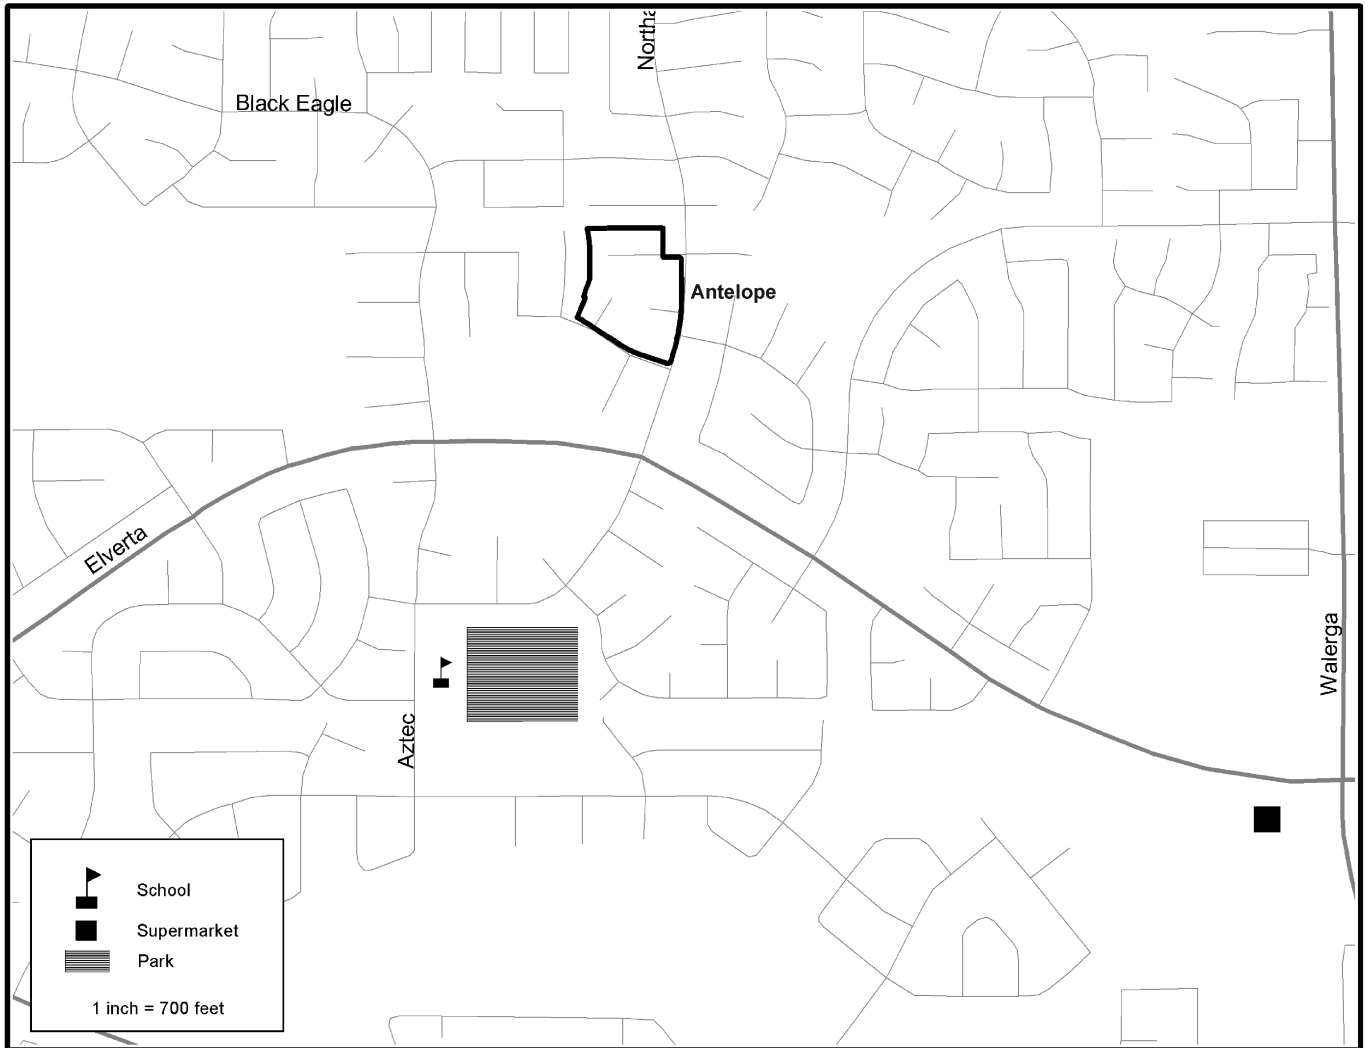 Northa
Black Eagle
Antelope
Elverta
Walerga
Aztec
School
Supermarket
Park
1 inch = 700 feet